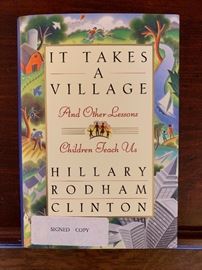 IT TAKES
A
VILLAGE
And Other Lessons
Children Teach Us
HILLARY
RODHAM
CLINTON
SIGNED COPY